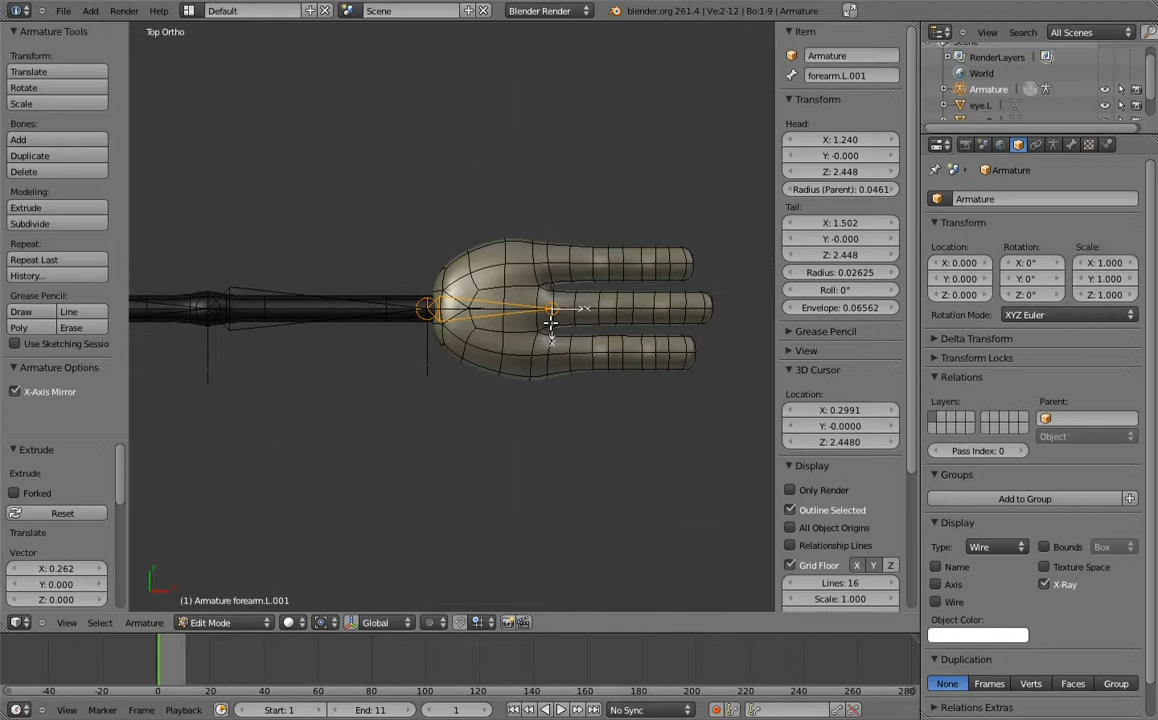 File Add Render Help Default Scene Blender Render blender.org 261.4 | Ve:2-12 | Bo:1-9 | Armature
Armature Tools
Transform:
Translate
Rotate
Scale
Bones:
Add
Duplicate
Delete
Modeling:
Extrude
Subdivide
Repeat:
Repeat Last
History...
Grease Pencil:
Draw Line
Poly Erase
Use Sketching Sessio
Armature Options
X-Axis Mirror
Extrude
Extrude
Forked
Reset
Translate
Vector
X: 0.262
Y: 0.000
Z: 0.000
Top Ortho
y
(1) Armature forearm.L.001
View Select Armature Edit Mode Global
Item
Armature
forearm.L.001
Transform
Head:
X: 1.240
Y: -0.000
Z: 2.448
Radius (Parent): 0.0461
Tail:
X: 1.502
Y: -0.000
Z: 2.448
Radius: 0.02625
Roll: 0°
Envelope: 0.06562
Grease Pencil
View
3D Cursor
Location:
X: 0.2991
Y: -0.0000
Z: 2.4480
Display
Only Render
Outline Selected
All Object Origins
Relationship Lines
Grid Floor X Y Z
Lines: 16
Scale: 1.000
View Search All Scenes
RenderLayers
World
Armature
eye.L
Armature
Armature
Transform
Location: Rotation: Scale:
X: 0.000 X: 0° X: 1.000
Y: 0.000 Y: 0° Y: 1.000
Z: 0.000 Z: 0° Z: 1.000
Rotation Mode: XYZ Euler
Delta Transform
Transform Locks
Relations
Layers: Parent:
Object
Pass Index: 0
Groups
Add to Group
Display
Type: Wire Bounds Box
Name Texture Space
Axis X-Ray
Wire
Object Color:
Duplication
None Frames Verts Faces Group
Relations Extras
-40 -20 0 20 40 60 80 100 120 140 160 180 200 220 240 260 280
View Marker Frame Playback Start: 1 End: 11 1 No Sync